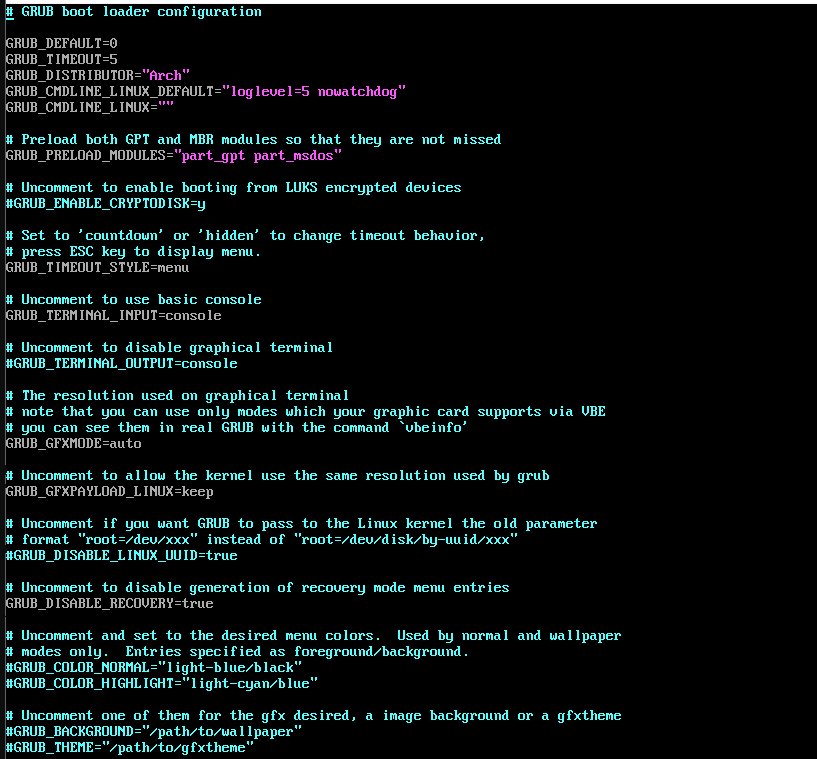 # GRUB boot loader configuration

GRUB_DEFAULT=0
GRUB_TIMEOUT=5
GRUB_DISTRIBUTOR="Arch"
GRUB_CMDLINE_LINUX_DEFAULT="loglevel=5 nowatchdog"
GRUB_CMDLINE_LINUX=""

# Preload both GPT and MBR modules so that they are not missed
GRUB_PRELOAD_MODULES="part_gpt part_msdos"

# Uncomment to enable booting from LUKS encrypted devices
#GRUB_ENABLE_CRYPTODISK=y

# Set to 'countdown' or 'hidden' to change timeout behavior,
# press ESC key to display menu.
GRUB_TIMEOUT_STYLE=menu

# Uncomment to use basic console
GRUB_TERMINAL_INPUT=console

# Uncomment to disable graphical terminal
#GRUB_TERMINAL_OUTPUT=console

# The resolution used on graphical terminal
# note that you can use only modes which your graphic card supports via VBE
# you can see them in real GRUB with the command `vbeinfo'
GRUB_GFXMODE=auto

# Uncomment to allow the kernel use the same resolution used by grub
GRUB_GFXPAYLOAD_LINUX=keep

# Uncomment if you want GRUB to pass to the Linux kernel the old parameter
# format "root=/dev/xxx" instead of "root=/dev/disk/by-uuid/xxx"
#GRUB_DISABLE_LINUX_UUID=true

# Uncomment to disable generation of recovery mode menu entries
GRUB_DISABLE_RECOVERY=true

# Uncomment and set to the desired menu colors.  Used by normal and wallpaper
# modes only.  Entries specified as foreground/background.
#GRUB_COLOR_NORMAL="light-blue/black"
#GRUB_COLOR_HIGHLIGHT="light-cyan/blue"

# Uncomment one of them for the gfx desired, a image background or a gfxtheme
#GRUB_BACKGROUND="/path/to/wallpaper"
#GRUB_THEME="/path/to/gfxtheme"